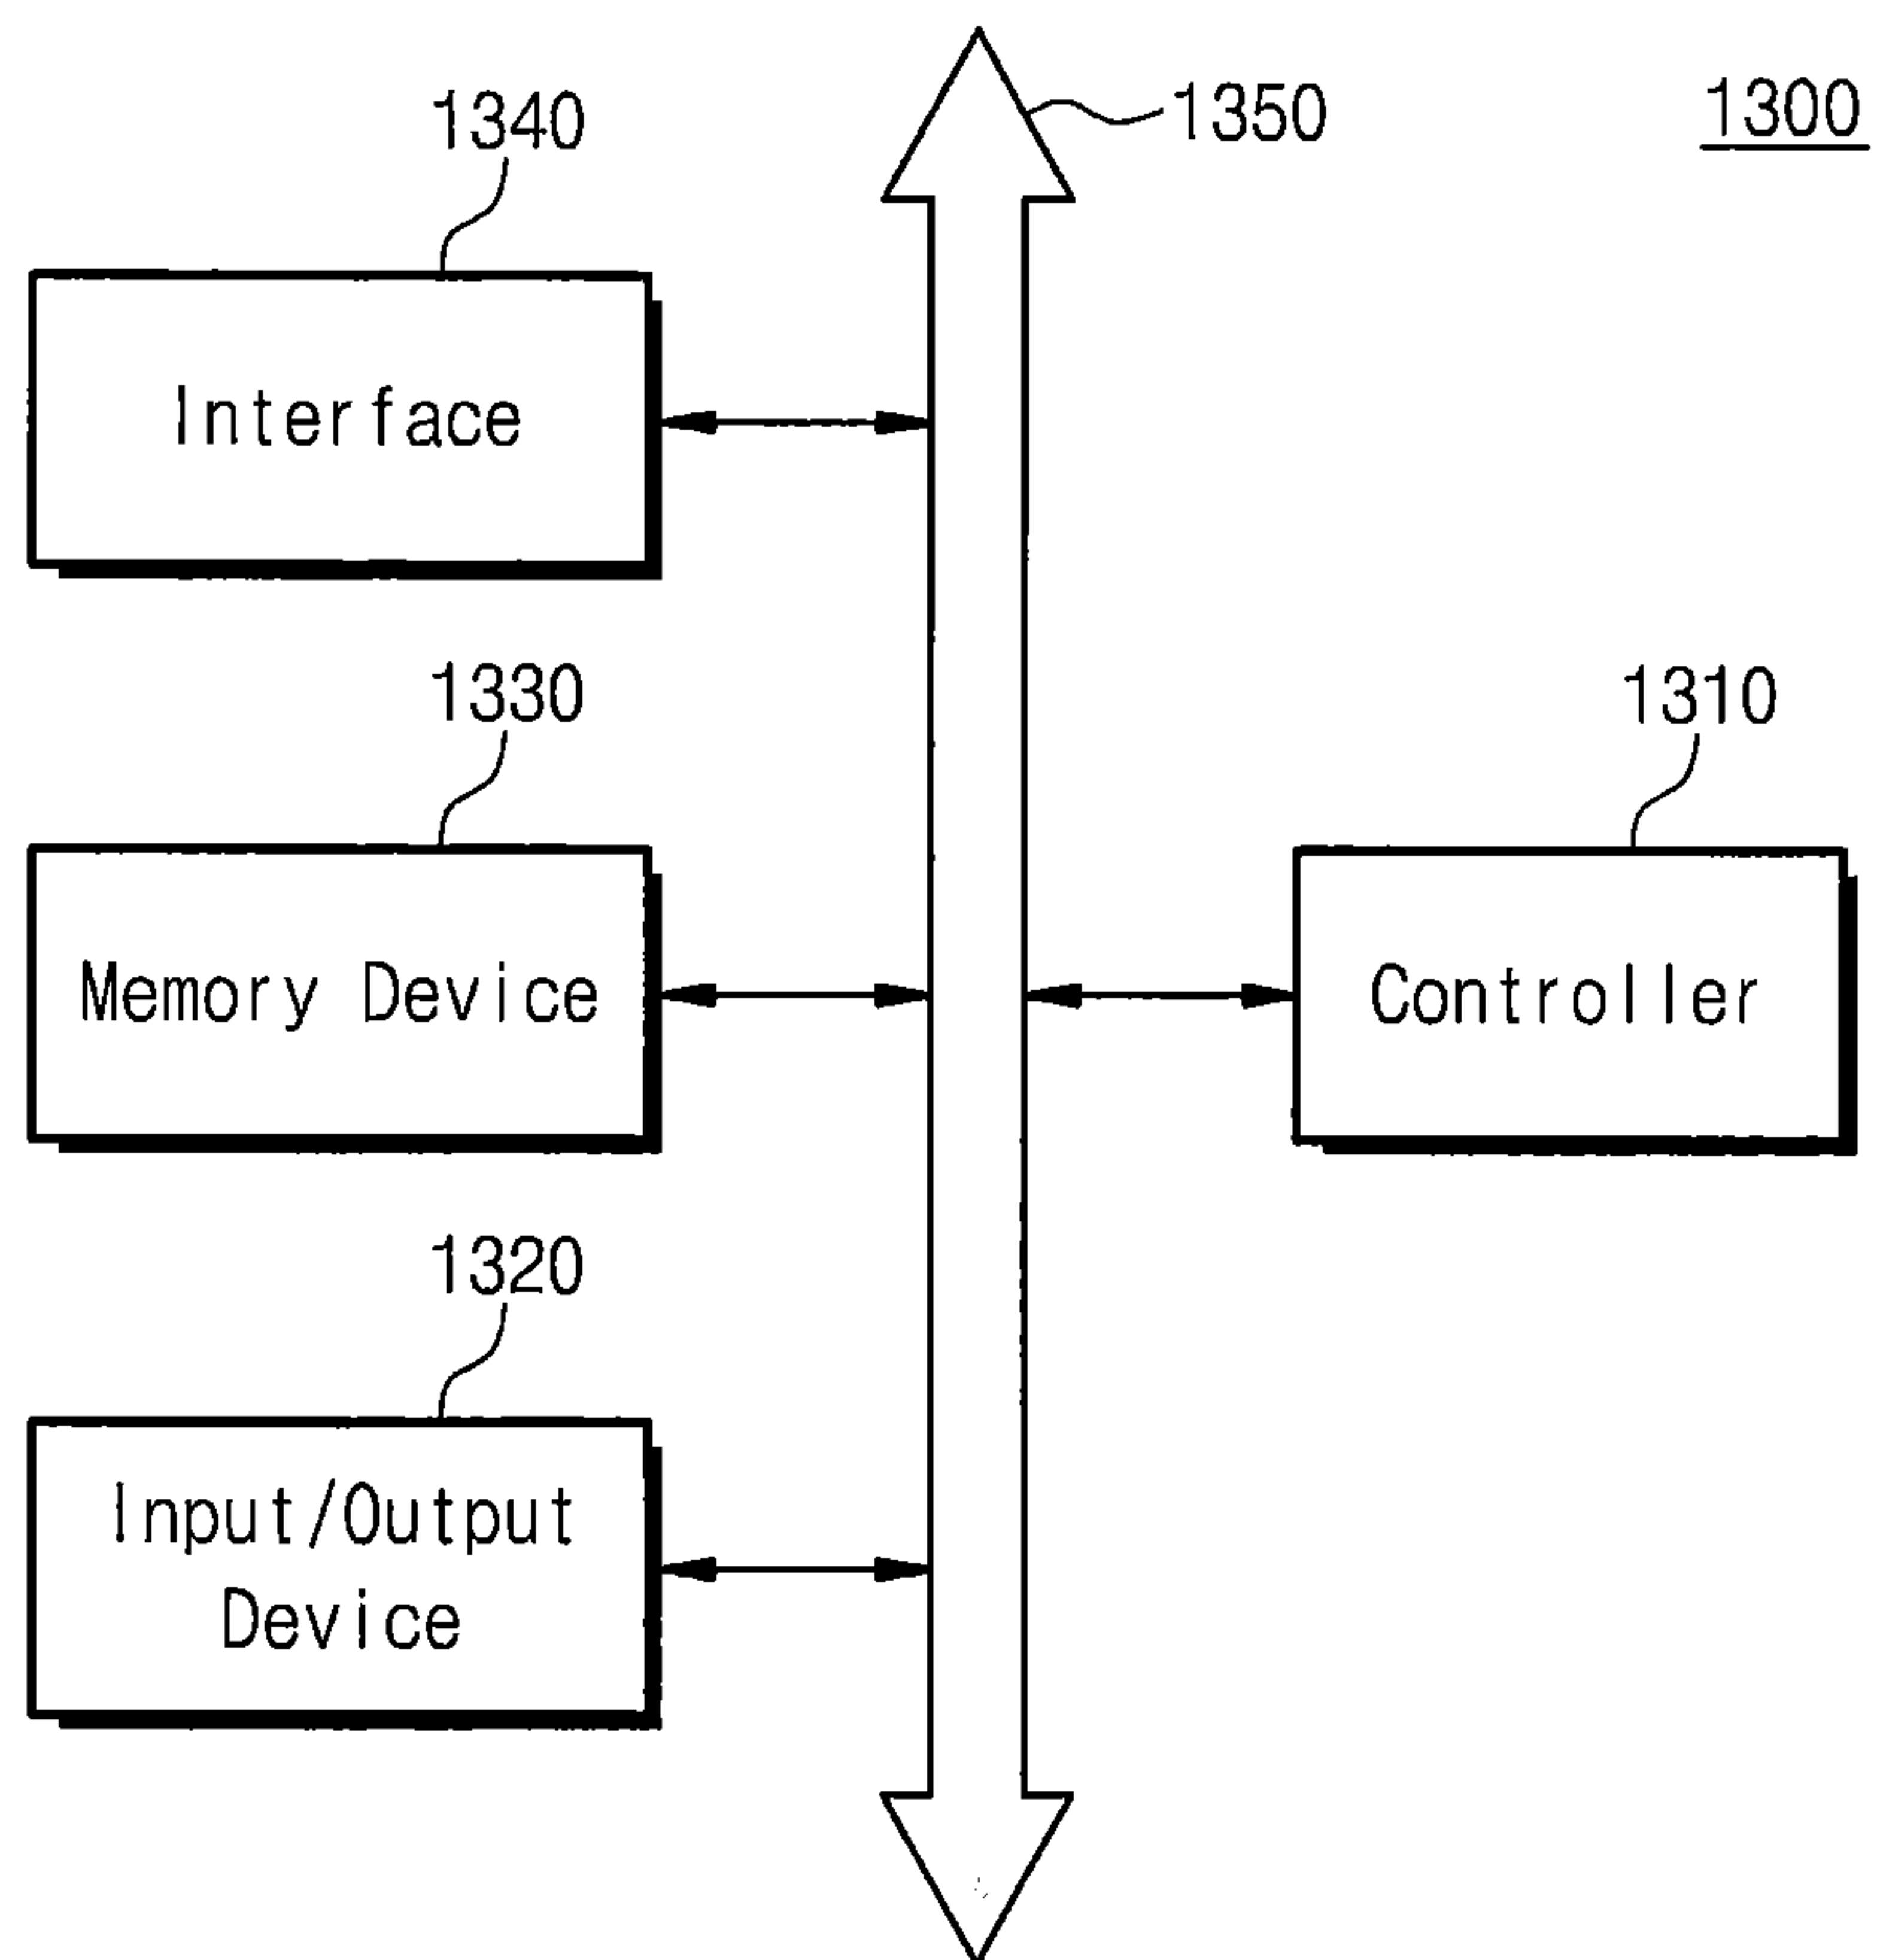 1350
1300
1340
Interface
1330
1310
Memory Device
Controller
1320
Input/Output
Device